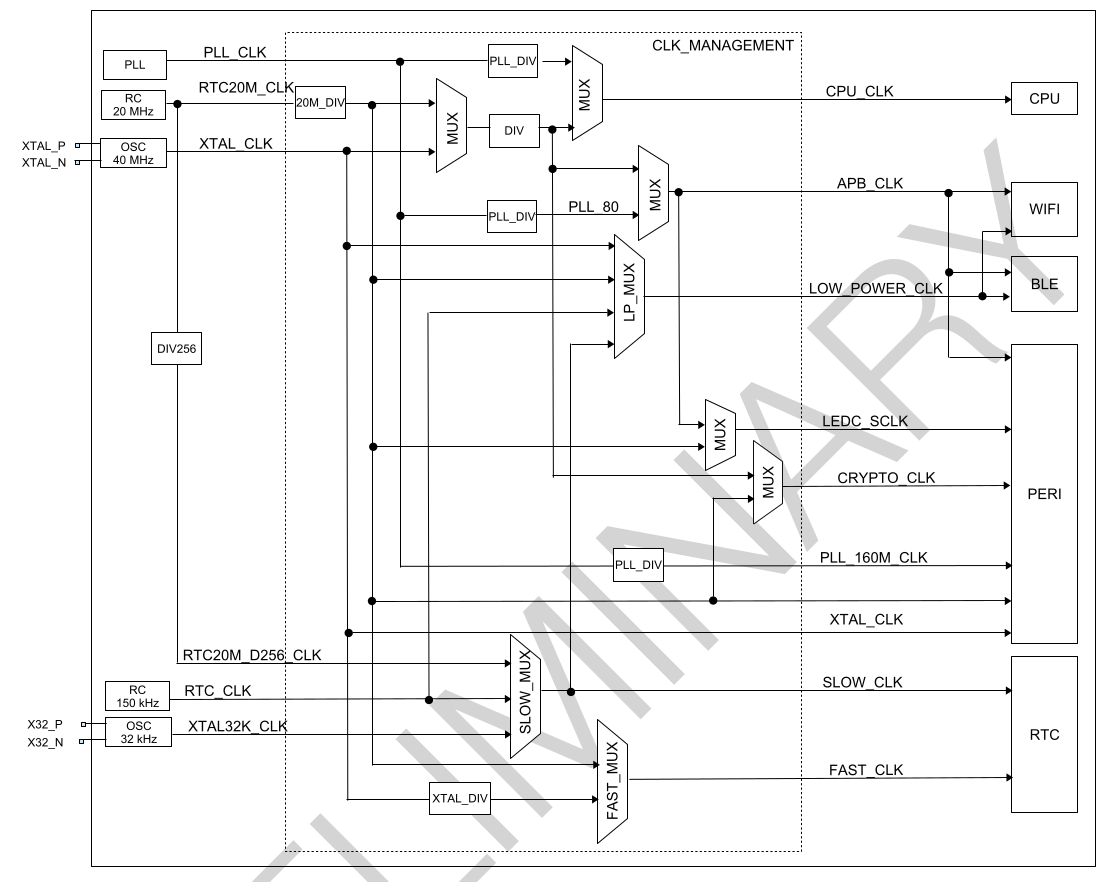 CLK_MANAGEMENT
PLL
PLL_CLK
PLL_DIV
MUX
RC
20 MHz
RTC20M_CLK
20M_DIV
MUX
CPU_CLK
CPU
DIV
XTAL_P
XTAL_N
OSC
40 MHz
XTAL_CLK
MUX
APB_CLK
WIFI
PLL_DIV
PLL_80
LP_MUX
LOW_POWER_CLK
BLE
DIV256
MUX
LEDC_SCLK
MUX
CRYPTO_CLK
PERI
PLL_DIV
PLL_160M_CLK
XTAL_CLK
RTC20M_D256_CLK
SLOW_MUX
RC
150 kHz
RTC_CLK
SLOW_CLK
X32_P
X32_N
OSC
32 kHz
XTAL32K_CLK
RTC
FAST_MUX
FAST_CLK
XTAL_DIV
ELIMINARY